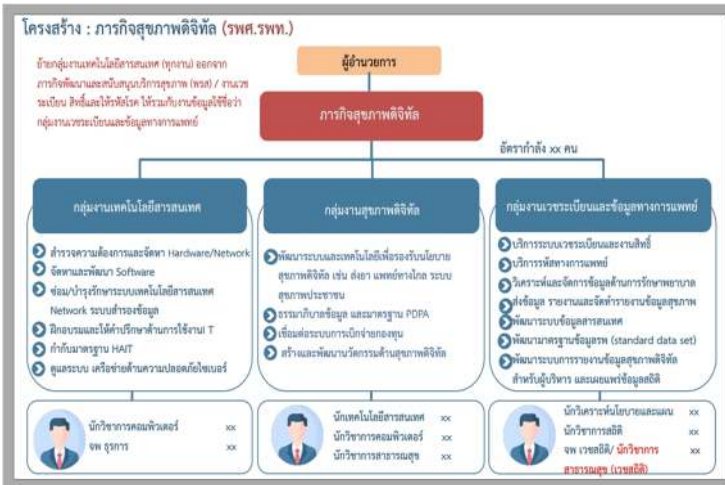 โครงสร้าง : ภารกิจสุขภาพดิจิทัล (รพศ.รพท.)
ย้ายกลุ่มงานเทคโนโลยีสารสนเทศ (ทุกงาน) ออกจาก
ภารกิจพัฒนาและสนับสนุนบริการสุขภาพ (พรส) / งานเวช
ระเบียน สิทธิ์และให้รหัสโรค ให้รวมกับงานข้อมูลใช้ชื่อว่า
กลุ่มงานเวชระเบียนและข้อมูลทางการแพทย์
ผู้อำนวยการ
ภารกิจสุขภาพดิจิทัล
อัตรากำลัง xx คน
กลุ่มงานเทคโนโลยีสารสนเทศ
สำรวจความต้องการและจัดหา Hardware/Network
จัดหาและพัฒนา Software
ซ่อม/บำรุงรักษาระบบเทคโนโลยีสารสนเทศ
Network ระบบสำรองข้อมูล
ฝึกอบรมและให้คำปรึกษาด้านการใช้งานI T
กำกับมาตรฐาน HAIT
ดูแลระบบ เครือข่ายด้านความปลอดภัยไซเบอร์
นักวิชาการคอมพิวเตอร์ xx
จพ ธุรการ xx
กลุ่มงานสุขภาพดิจิทัล
พัฒนาระบบและเทคโนโลยีเพื่อรองรับนโยบาย
สุขภาพดิจิทัล เช่น ส่งยา แพทย์ทางไกล ระบบ
สุขภาพประชาชน
ธรรมาภิบาลข้อมูล และมาตรฐาน PDPA
เชื่อมต่อระบบการเบิกจ่ายกองทุน
สร้างและพัฒนานวัตกรรมด้านสุขภาพดิจิทัล
นักเทคโนโลยีสารสนเทศ xx
นักวิชาการคอมพิวเตอร์ xx
นักวิชาการสาธารณสุข xx
กลุ่มงานเวชระเบียนและข้อมูลทางการแพทย์
บริการระบบเวชระเบียนและงานสิทธิ์
บริการรหัสทางการแพทย์
วิเคราะห์และจัดการข้อมูลด้านการรักษาพยาบาล
ส่งข้อมูล รายงานและจัดทำรายงานข้อมูลสุขภาพ
พัฒนาระบบข้อมูลสารสนเทศ
พัฒนามาตรฐานข้อมูลรพ (standard data set)
พัฒนาระบบการรายงานข้อมูลสุขภาพดิจิทัล
สำหรับผู้บริหาร และเผยแพร่ข้อมูลสถิติ
นักวิเคราะห์นโยบายและแผน xx
นักวิชาการสถิติ xx
จพ เวชสถิติ/ นักวิชาการ xx
สาธารณสุข (เวชสถิติ)